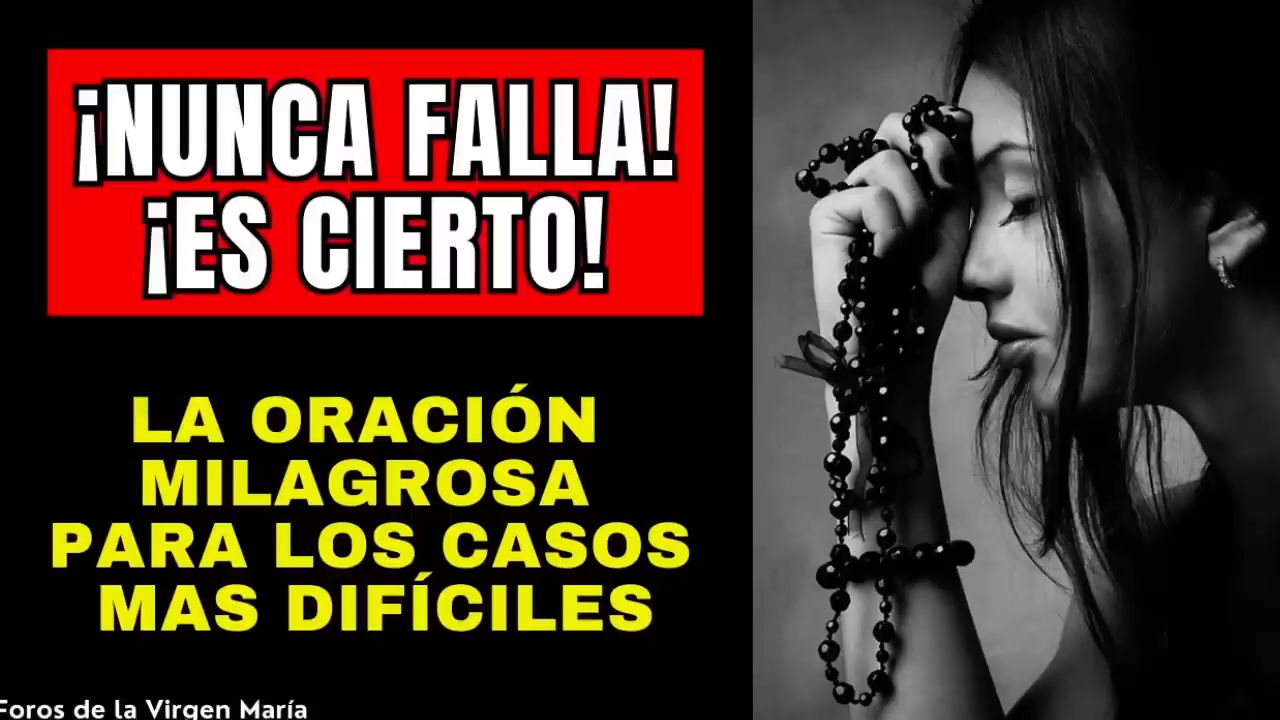 ¡NUNCA FALLA!
¡ES CIERTO!
LA ORACIÓN
MILAGROSA
PARA LOS CASOS
MAS DIFÍCILES
Foros de la Virgen María